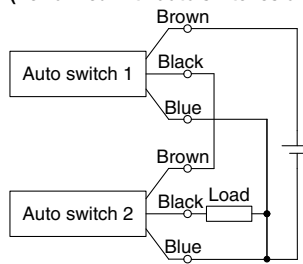 Brown
Auto switch 1
Black
Blue
Brown
Auto switch 2
Black
Load
Blue